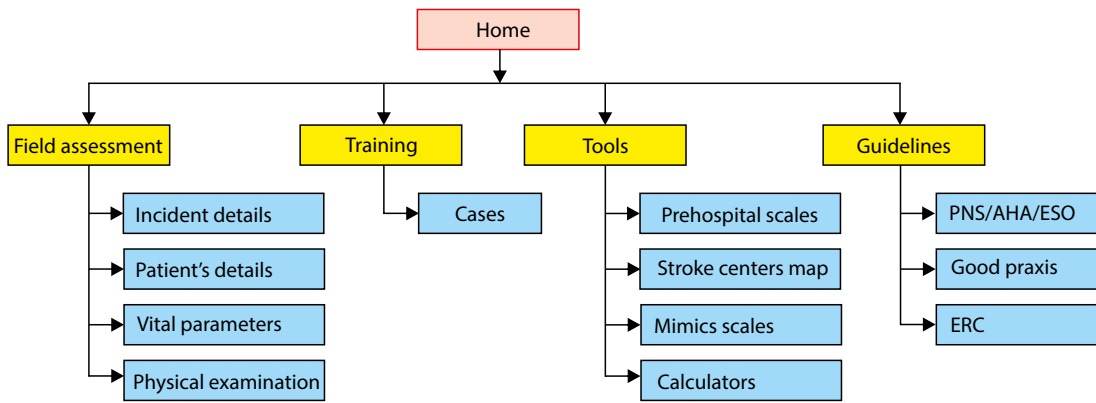 Home
Field assessment
Training
Tools
Guidelines
Incident details
Cases
Prehospital scales
PNS/AHA/ESO
Patient's details
Stroke centers map
Good praxis
Vital parameters
Mimics scales
ERC
Physical examination
Calculators